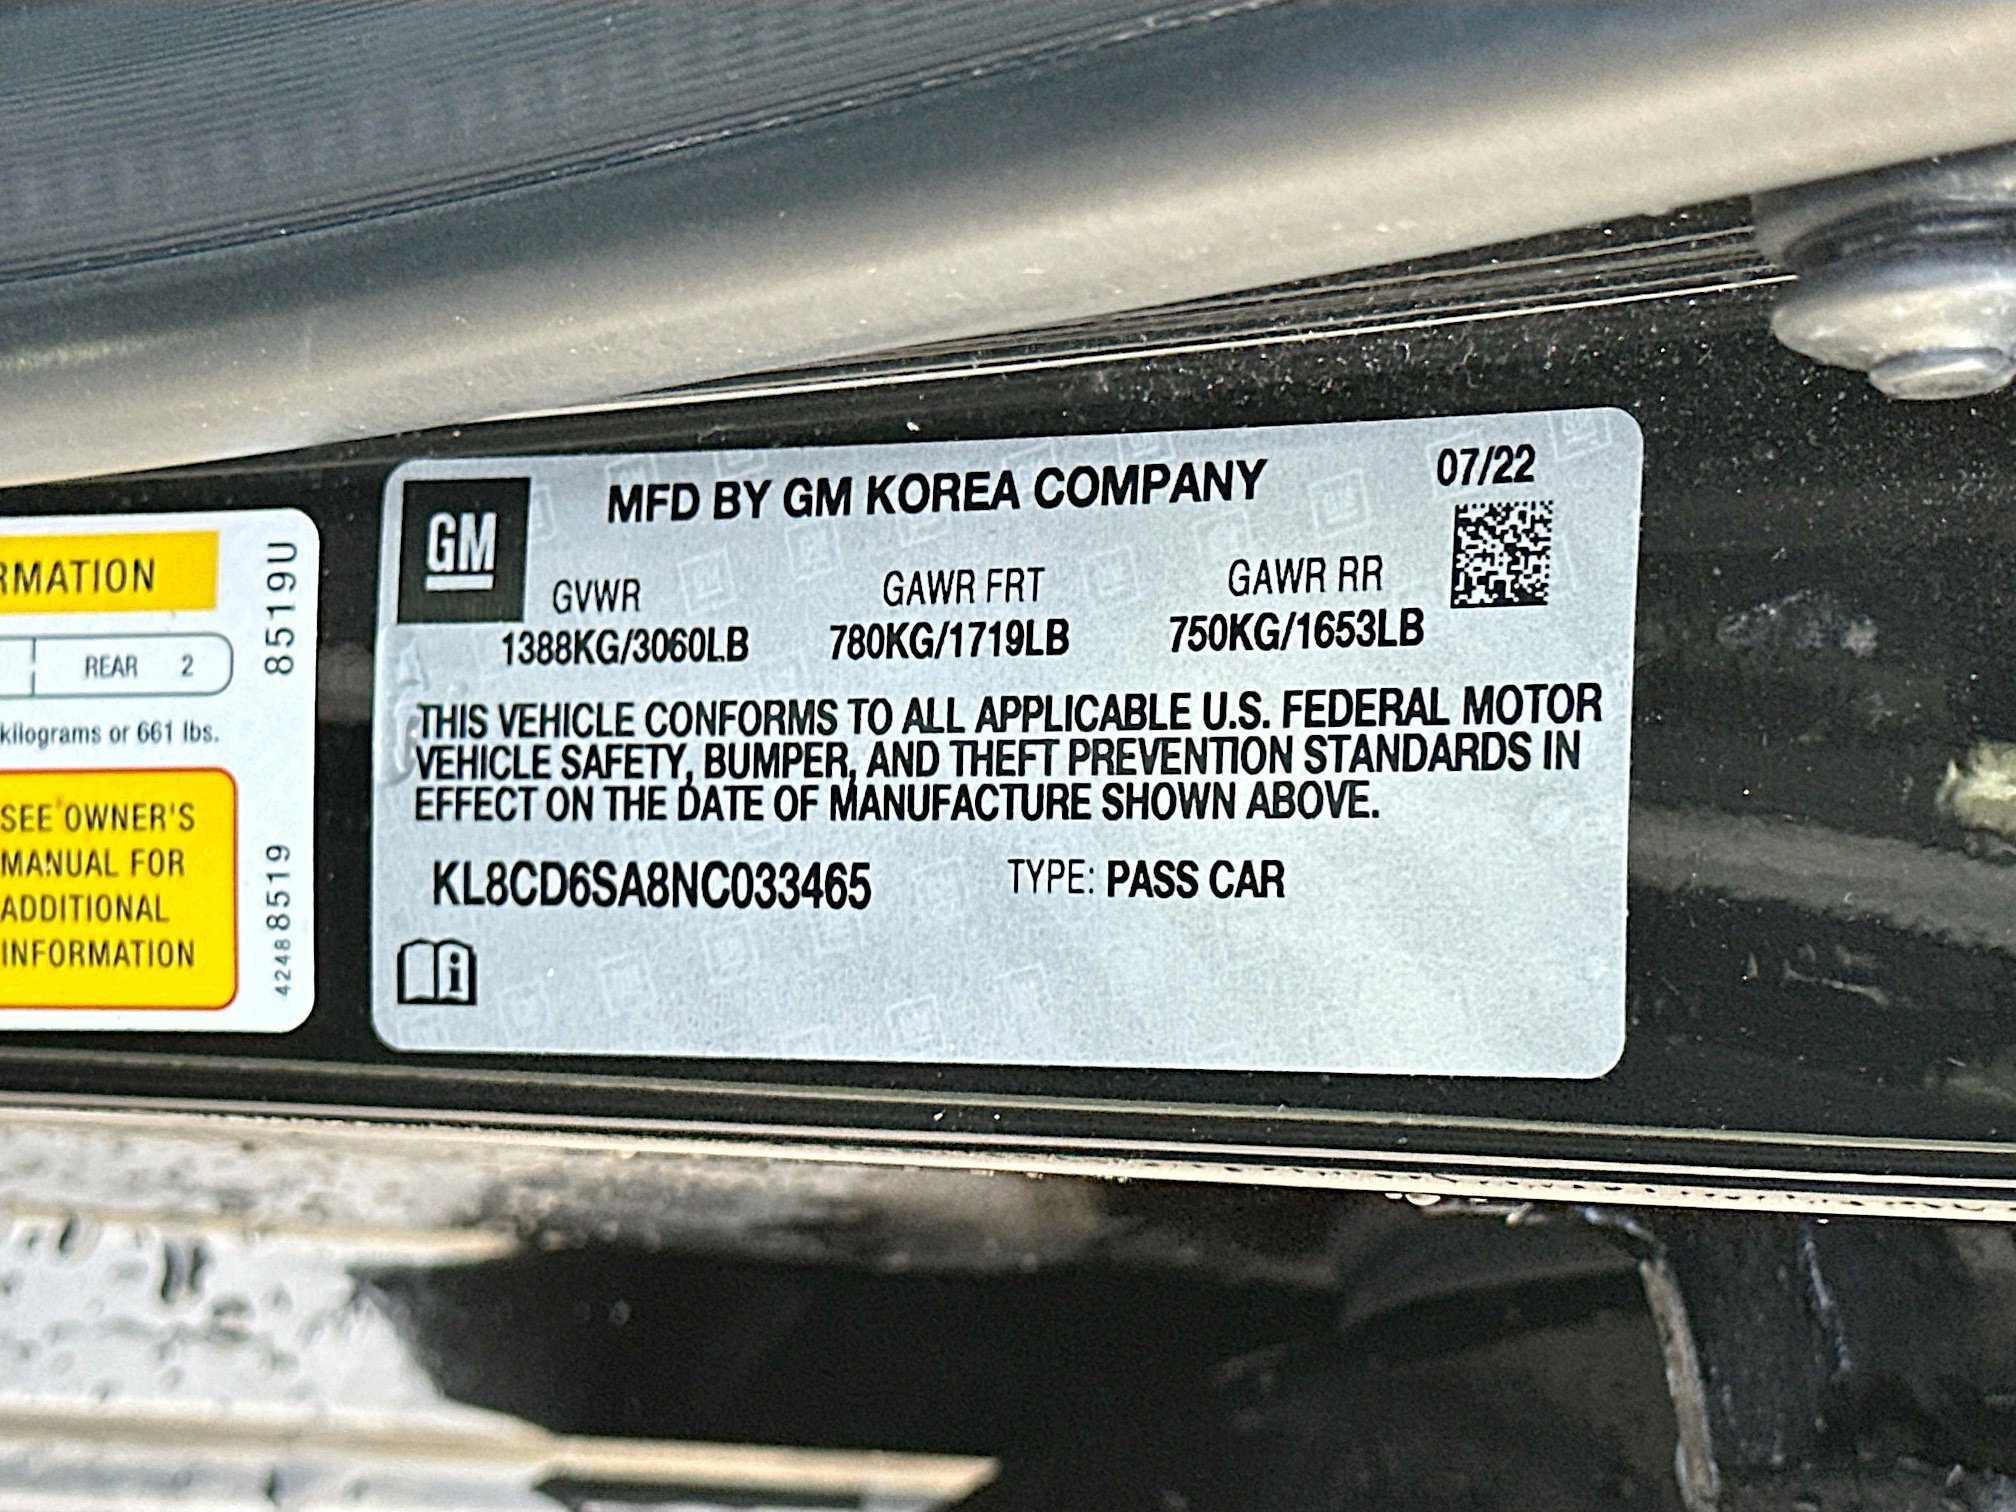 RMATION
REAR 2
kilograms or 661 lbs.
SEE OWNER'S
MANUAL FOR
ADDITIONAL
INFORMATION
8519U
42488519
GM
MFD BY GM KOREA COMPANY
07/22
GVWR GAWR FRT GAWR RR
1388KG/3060LB 780KG/1719LB 750KG/1653LB
THIS VEHICLE CONFORMS TO ALL APPLICABLE U.S. FEDERAL MOTOR
VEHICLE SAFETY, BUMPER, AND THEFT PREVENTION STANDARDS IN
EFFECT ON THE DATE OF MANUFACTURE SHOWN ABOVE.
KL8CD6SA8NC033465 TYPE: PASS CAR